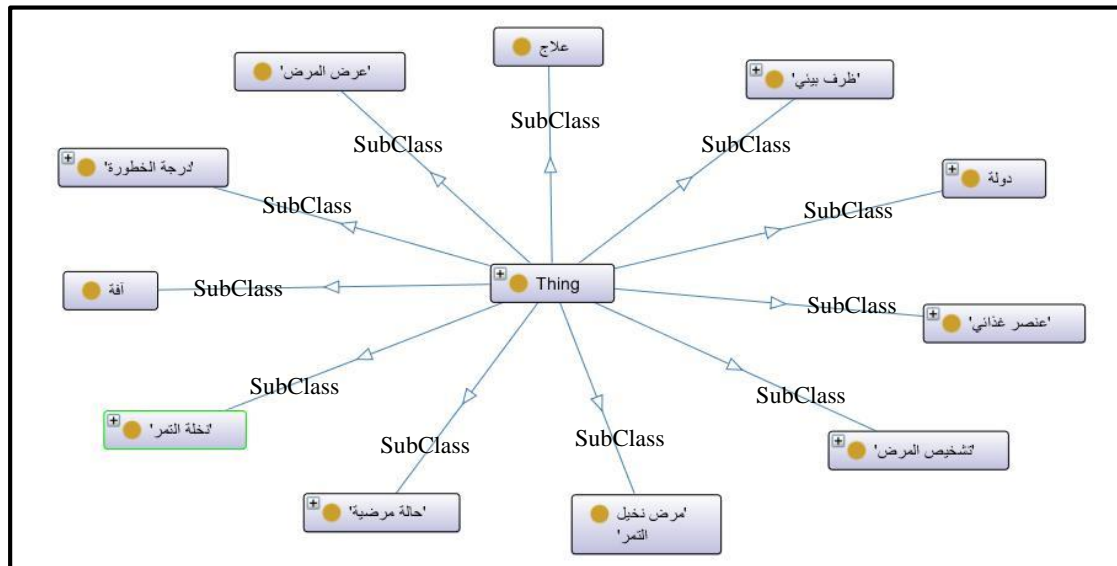 علاج
'عرض المرض'
'ظرف بيئي'
SubClass
SubClass
SubClass
'درجة الخطورة'
دولة
SubClass
SubClass
آفة
SubClass
Thing
SubClass
'عنصر غذائي'
SubClass
SubClass
'نخلة التمر'
SubClass
SubClass
'تشخيص المرض'
'حالة مرضية'
'مرض نخيل
التمر'